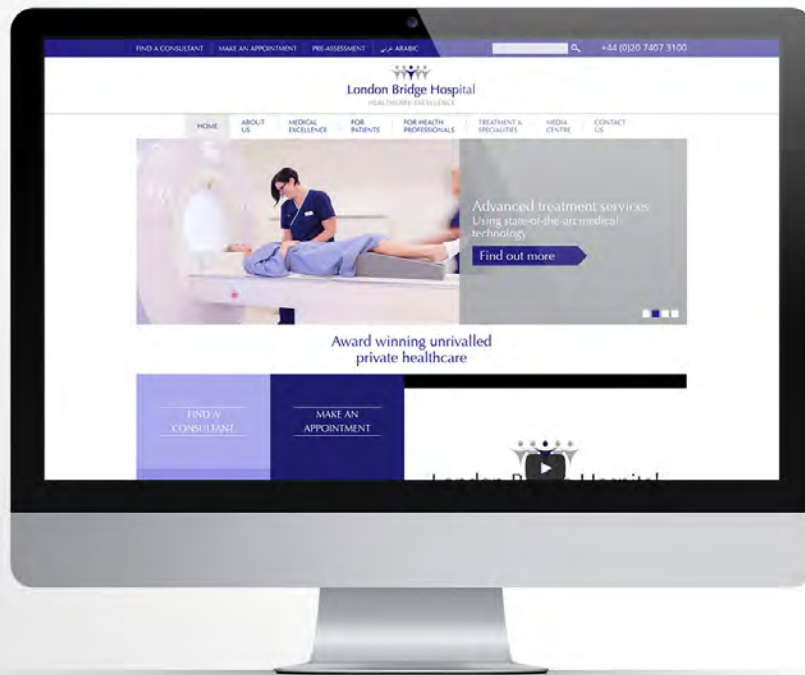 FIND A CONSULTANT MAKE AN APPOINTMENT PRE-ASSESSMENT عربي ARABIC +44 (0)20 7407 3100
London Bridge Hospital
HEALTHCARE EXCELLENCE
HOME ABOUT US MEDICAL EXCELLENCE FOR PATIENTS FOR HEALTH PROFESSIONALS TREATMENT & SPECIALITIES MEDIA CENTRE CONTACT US
Advanced treatment services
Using state-of-the-art medical
technology
Find out more
Award winning unrivalled
private healthcare
FIND A
CONSULTANT
MAKE AN
APPOINTMENT
London Bridge Hospital